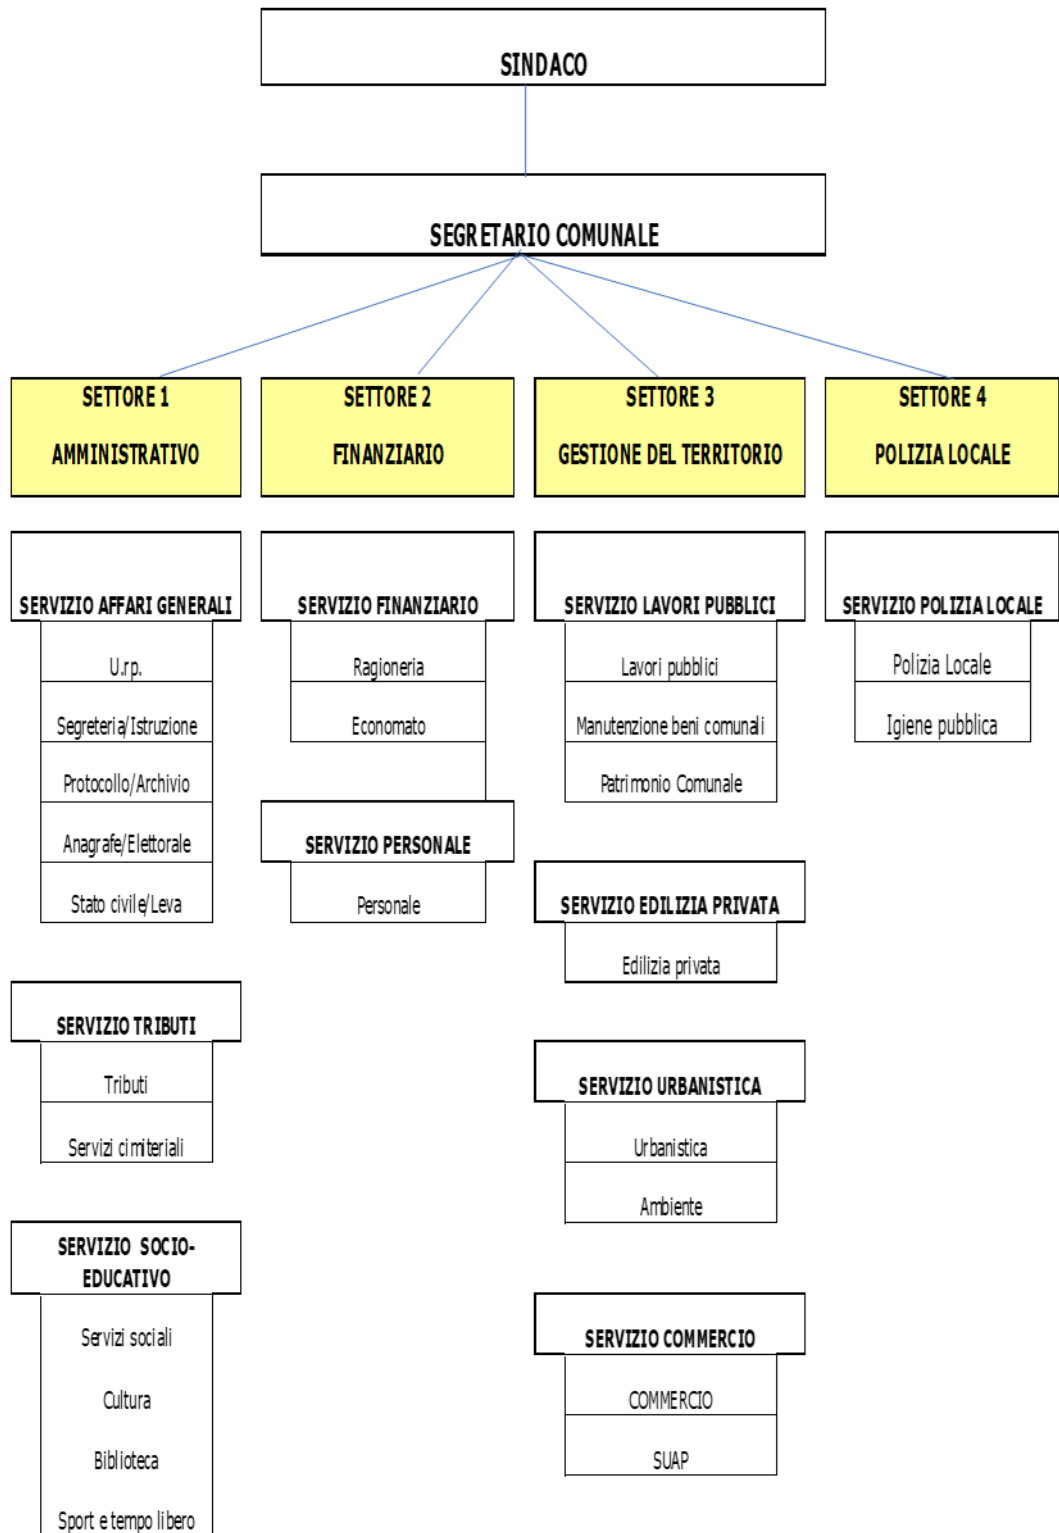 SINDACO
SEGRETARIO COMUNALE
SETTORE 1
AMMINISTRATIVO
SETTORE 2
FINANZIARIO
SETTORE 3
GESTIONE DEL TERRITORIO
SETTORE 4
POLIZIA LOCALE
SERVIZIO AFFARI GENERALI
U.rp.
Segreteria/Istruzione
Protocollo/Archivio
Anagrafe/Elettorale
Stato civile/Leva
SERVIZIO TRIBUTI
Tributi
Servizi cimiteriali
SERVIZIO SOCIO-
EDUCATIVO
Servizi sociali
Cultura
Biblioteca
Sport e tempo libero
SERVIZIO FINANZIARIO
Ragioneria
Economato
SERVIZIO PERSONALE
Personale
SERVIZIO LAVORI PUBBLICI
Lavori pubblici
Manutenzione beni comunali
Patrimonio Comunale
SERVIZIO EDILIZIA PRIVATA
Edilizia privata
SERVIZIO URBANISTICA
Urbanistica
Ambiente
SERVIZIO COMMERCIO
COMMERCIO
SUAP
SERVIZIO POLIZIA LOCALE
Polizia Locale
Igiene pubblica